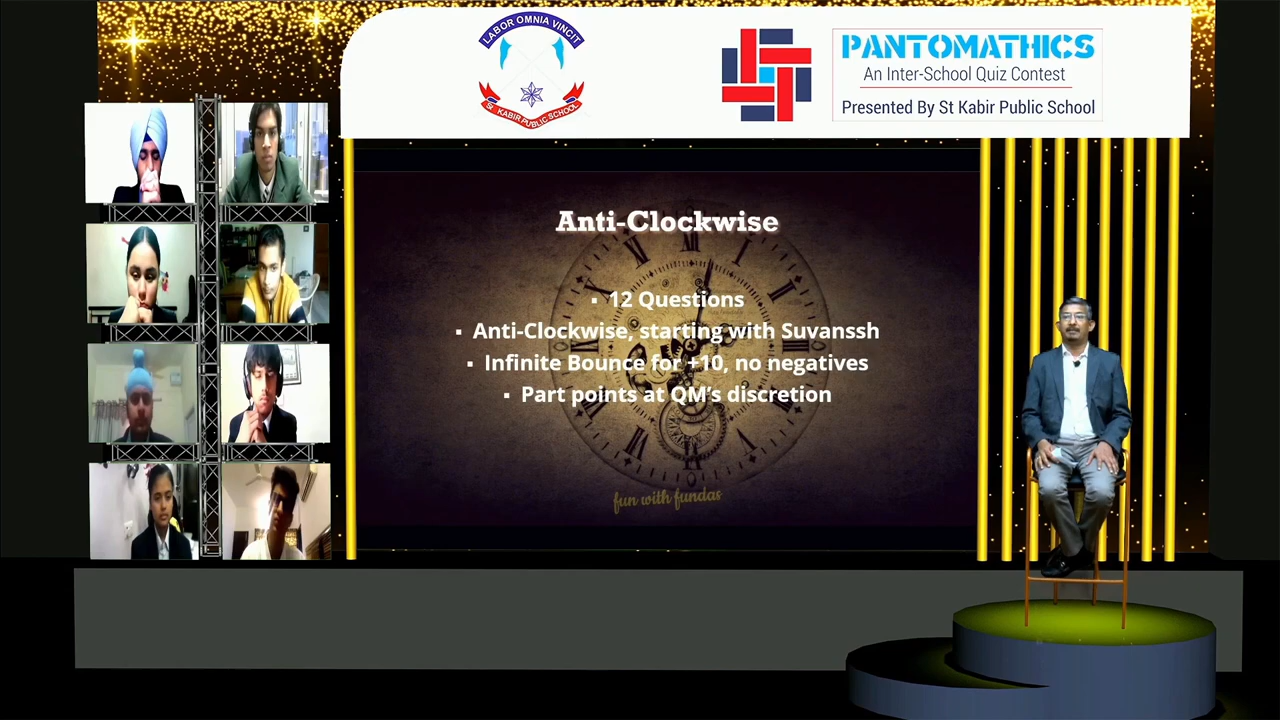 LABOR OMNIA VINCIT
St KABIR PUBLIC SCHOOL
PANTOMATHICS
An Inter-School Quiz Contest
Presented By St Kabir Public School
Anti-Clockwise
▪ 12 Questions
▪ Anti-Clockwise, starting with Suvanssh
▪ Infinite Bounce for +10, no negatives
▪ Part points at QM's discretion
fun with fundas